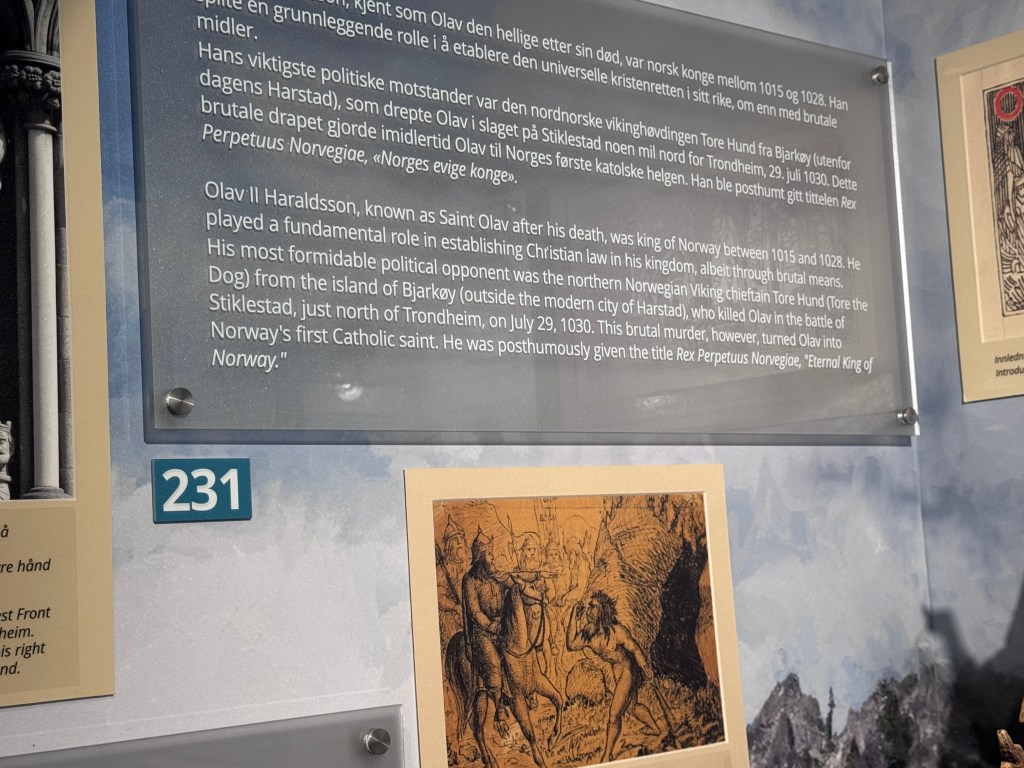 kjent som Olav den hellige etter sin død, var norsk konge mellom 1015 og 1028. Han
spilte en grunnleggende rolle i å etablere den universelle kristenretten i sitt rike, om enn med brutale
midler.
Hans viktigste politiske motstander var den nordnorske vikinghøvdingen Tore Hund fra Bjarkøy (utenfor
dagens Harstad), som drepte Olav i slaget på Stiklestad noen mil nord for Trondheim, 29. juli 1030. Dette
brutale drapet gjorde imidlertid Olav til Norges første katolske helgen. Han ble posthumt gitt tittelen Rex
Perpetuus Norvegiae, «Norges evige konge».
Olav II Haraldsson, known as Saint Olav after his death, was king of Norway between 1015 and 1028. He
played a fundamental role in establishing Christian law in his kingdom, albeit through brutal means.
His most formidable political opponent was the northern Norwegian Viking chieftain Tore Hund (Tore the
Dog) from the island of Bjarkøy (outside the modern city of Harstad), who killed Olav in the battle of
Stiklestad, just north of Trondheim, on July 29, 1030. This brutal murder, however, turned Olav into
Norway's first Catholic saint. He was posthumously given the title Rex Perpetuus Norvegiae, "Eternal King of
Norway."
231
å
hånd
Front
right